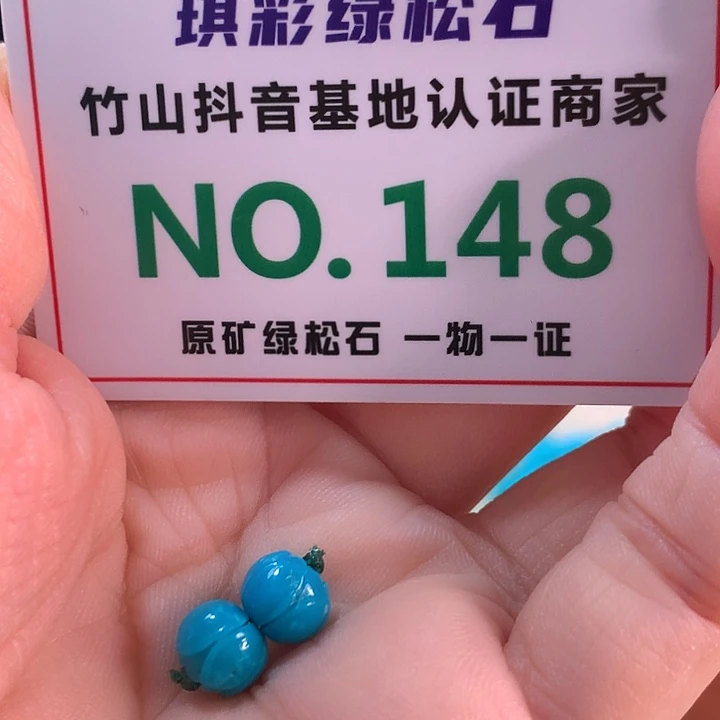 琪彩绿松石
竹山抖音基地认证商家
NO.148
原矿绿松石 一物一证